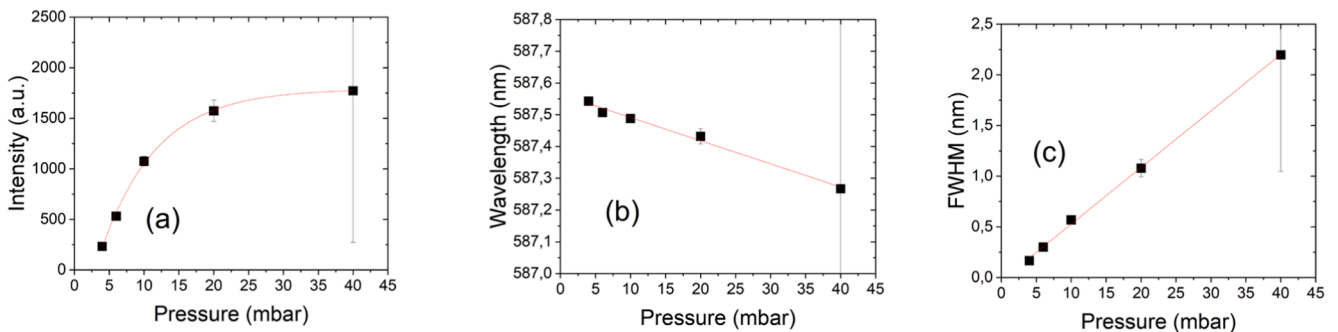 2500
2000
1500
1000
500
0
0 5 10 15 20 25 30 35 40 45
Intensity (a.u.)
Pressure (mbar)
(a)
587,8
587,7
587,6
587,5
587,4
587,3
587,2
587,1
587,0
0 5 10 15 20 25 30 35 40 45
Wavelength (nm)
Pressure (mbar)
(b)
2,5
2,0
1,5
1,0
0,5
0,0
0 5 10 15 20 25 30 35 40 45
FWHM (nm)
Pressure (mbar)
(c)